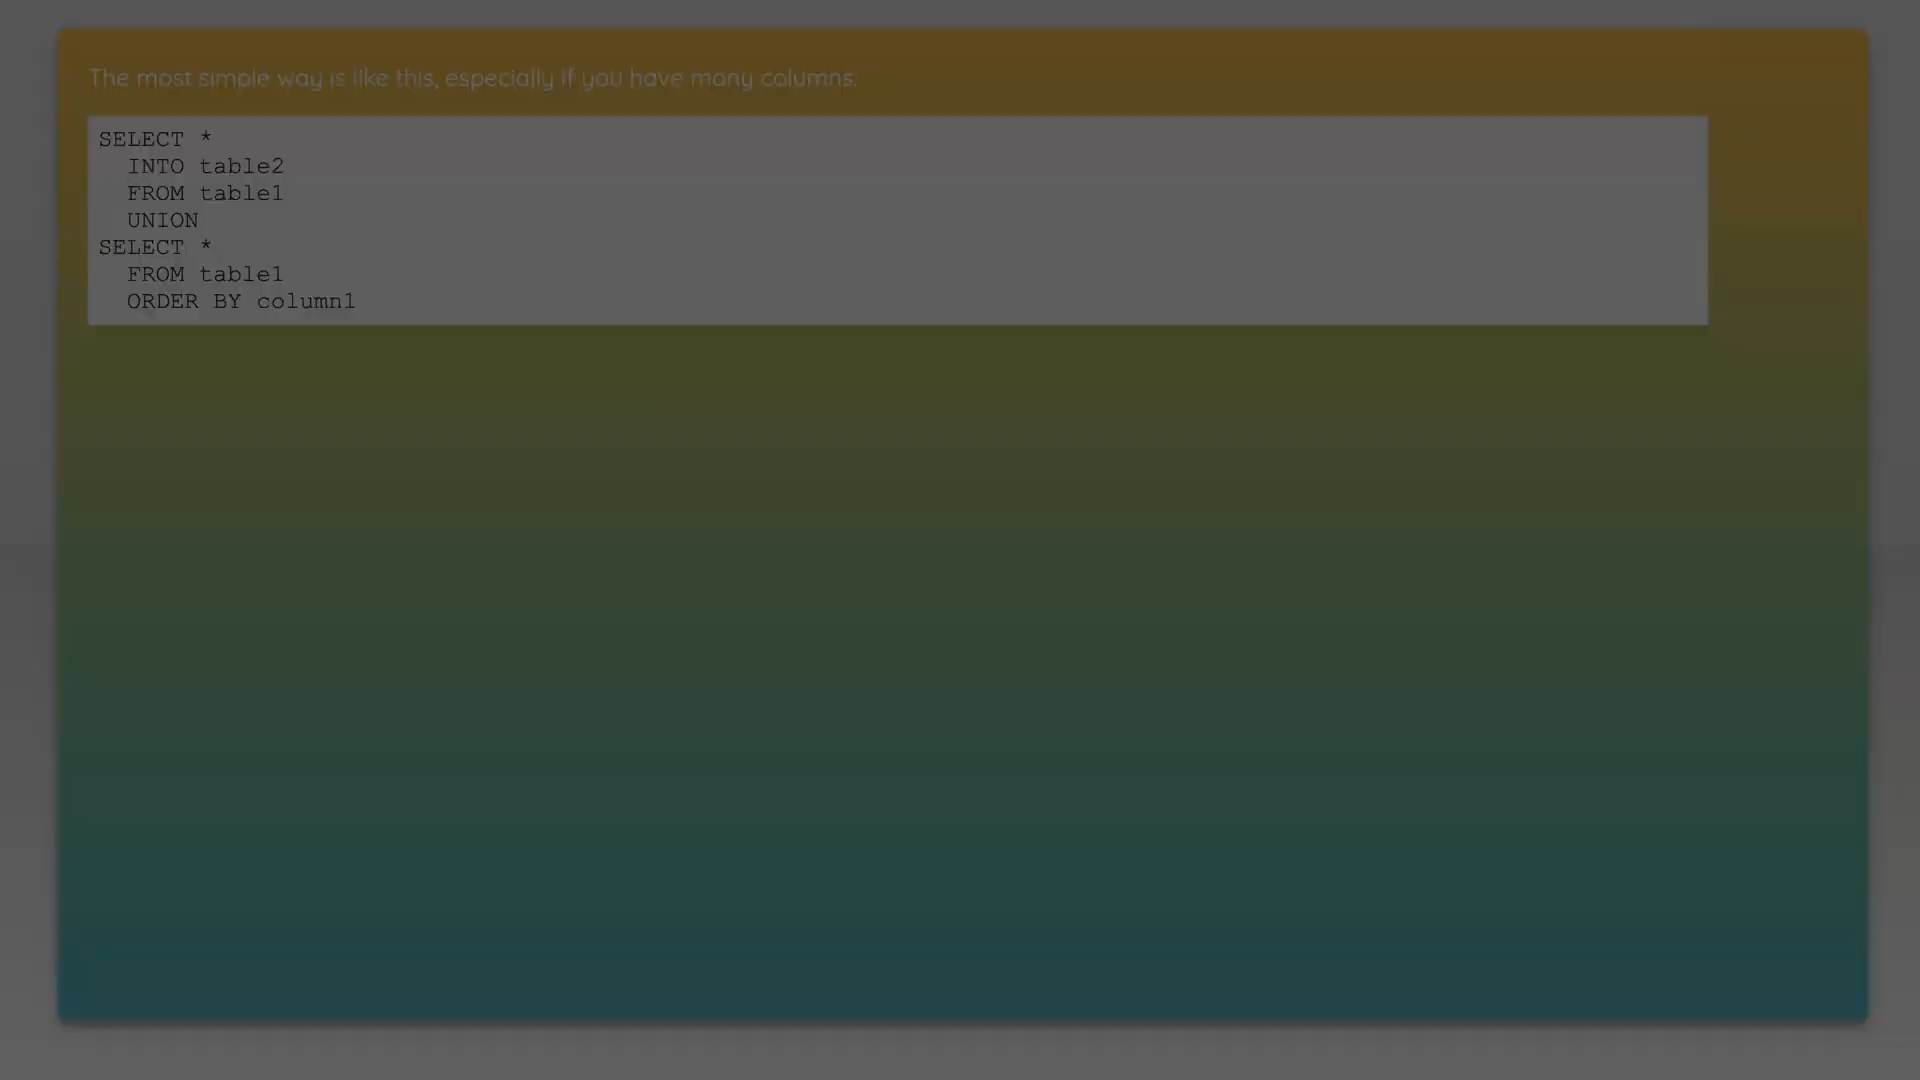 The most simple way is like this, especially if you have many columns.
SELECT *
  INTO table2
  FROM table1
  UNION
SELECT *
  FROM table1
  ORDER BY column1